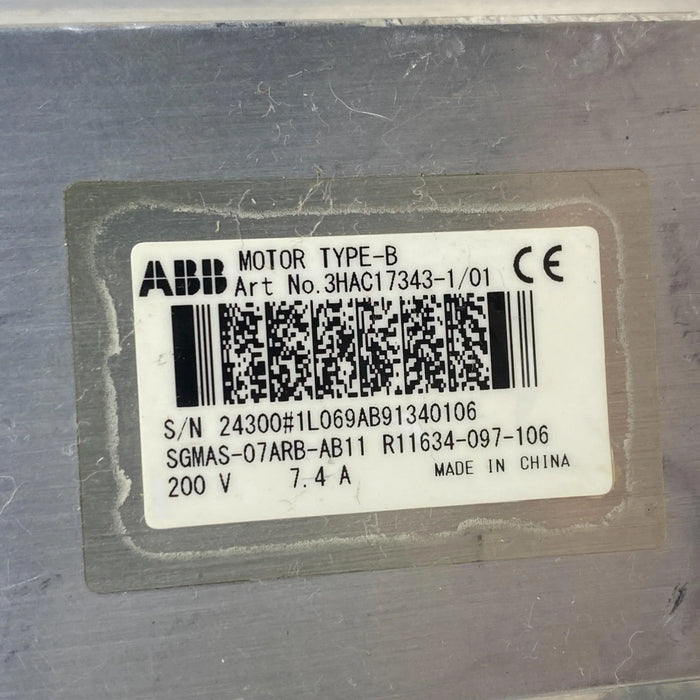 ABB MOTOR TYPE-B
Art No.3HAC17343-1/01 CE
S/N 24300#1L069AB91340106
SGMAS-07ARB-AB11 R11634-097-106
200 V 7.4 A MADE IN CHINA